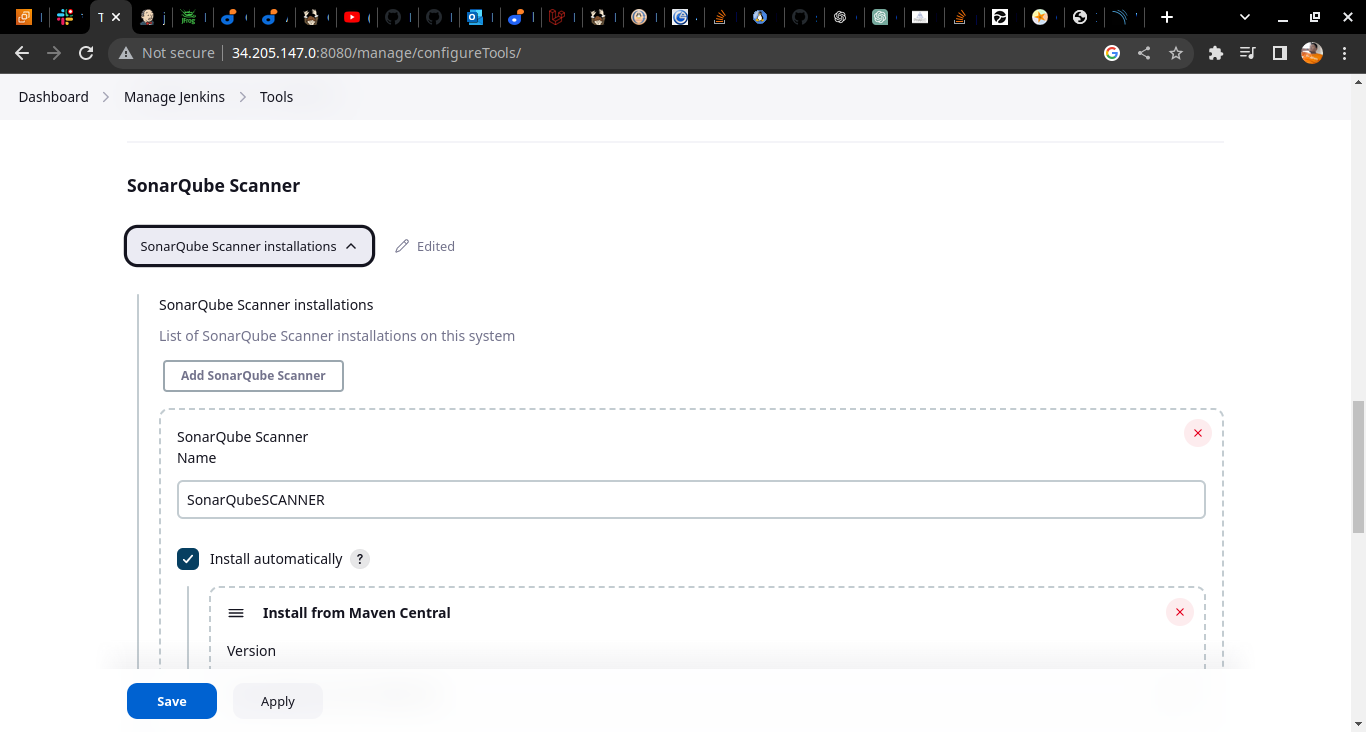 T
Not secure
34.205.147.0:8080/manage/configureTools/
Dashboard
Manage Jenkins
Tools
SonarQube Scanner
SonarQube Scanner installations
Edited
SonarQube Scanner installations
List of SonarQube Scanner installations on this system
Add SonarQube Scanner
SonarQube Scanner
Name
SonarQubeSCANNER
Install automatically ?
Install from Maven Central
Version
Save
Apply